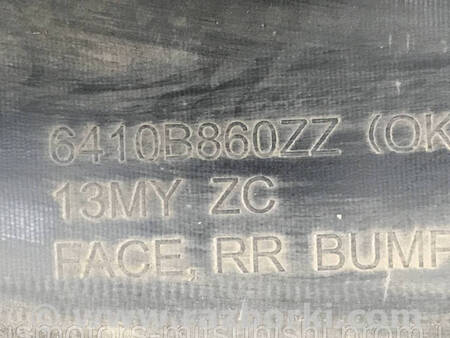 6410B860ZZ (OK
13MY ZC
FACE, RR BUMP